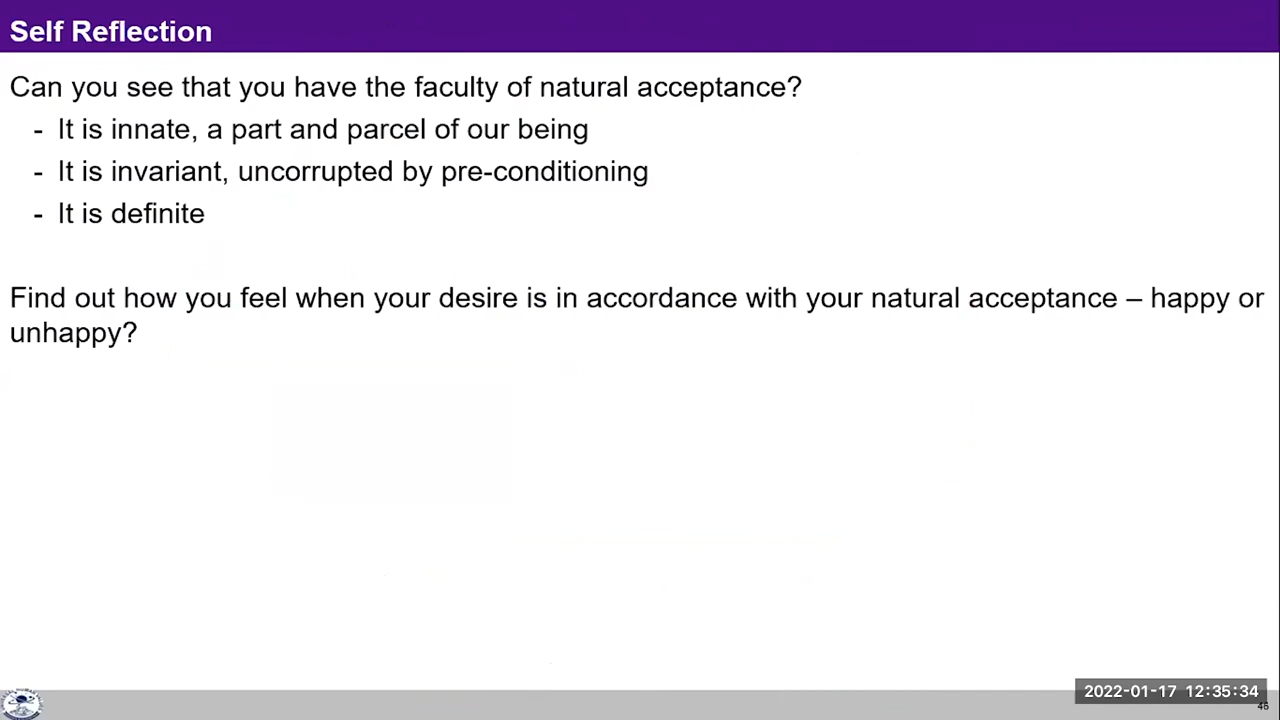 Self Reflection
Can you see that you have the faculty of natural acceptance?
- It is innate, a part and parcel of our being
- It is invariant, uncorrupted by pre-conditioning
- It is definite
Find out how you feel when your desire is in accordance with your natural acceptance – happy or
unhappy?
2022-01-17 12:35:34
46